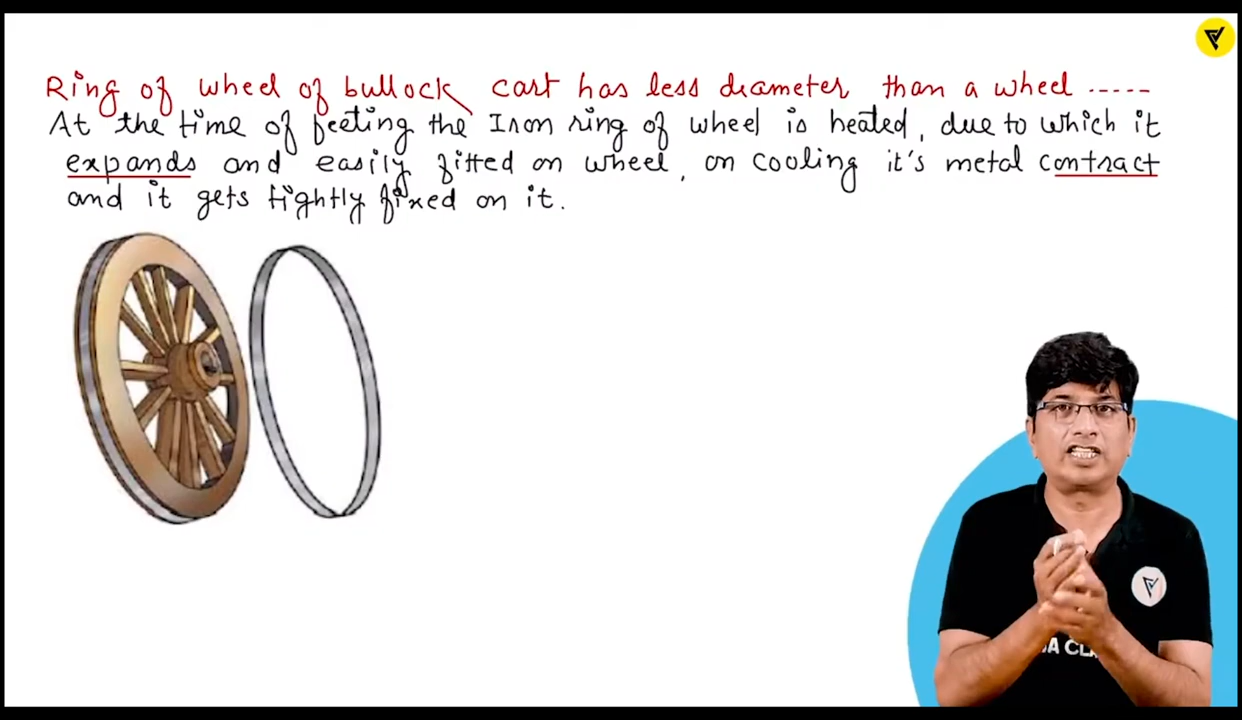 Ring of wheel of bullock cart has less diameter than a wheel -----
At the time of feeting the Iron ring of wheel is heated, due to which it
expands and easily fitted on wheel, on cooling it's metal contract
and it gets tightly fixed on it.
A CLA